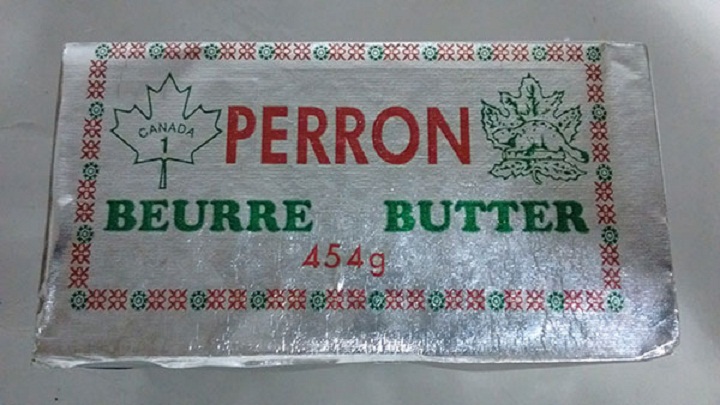 CANADA
1
PERRON
BEURRE BUTTER
454g